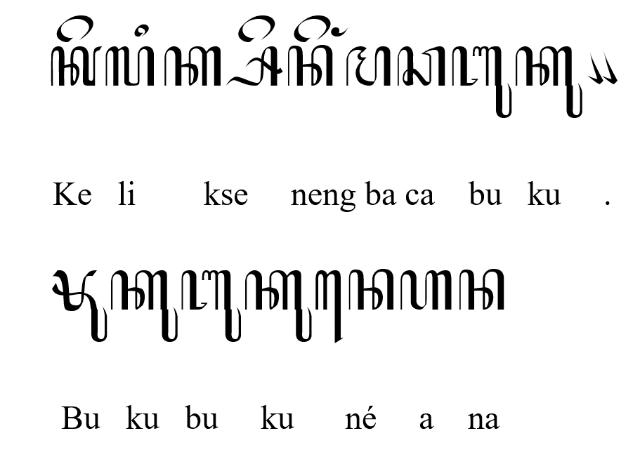 ꦏꦼꦭꦶꦏ꧀ꦱꦼꦤꦼꦁꦧꦕꦧꦸꦏꦸ꧉
Ke li kse neng ba ca bu ku .
ꦨꦸꦏꦸꦧꦸꦏꦸꦤꦺꦲꦤ
Bu ku bu ku né a na